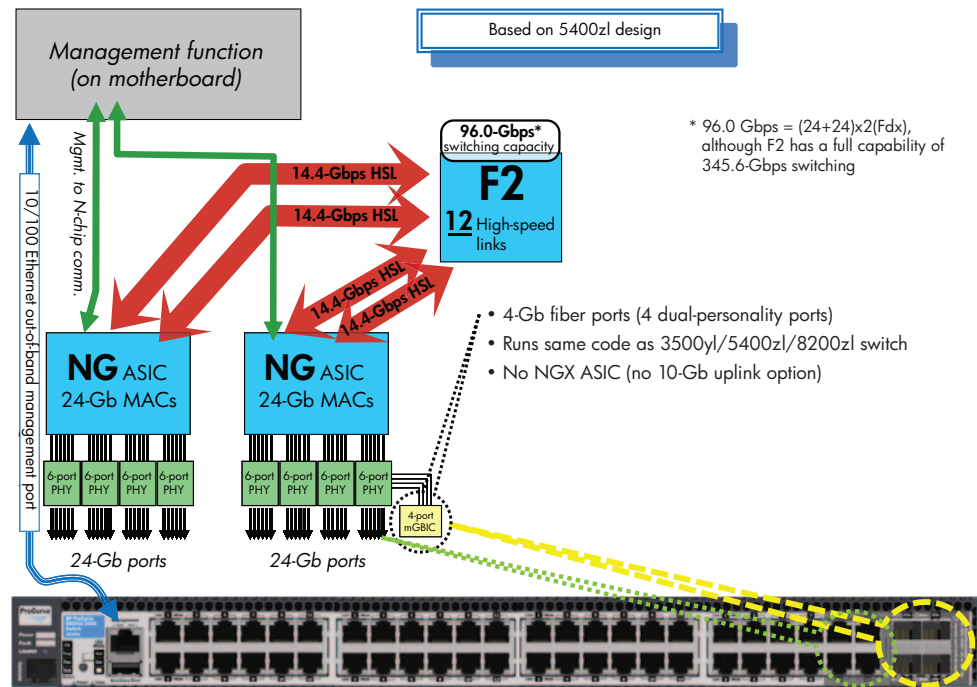 Management function
(on motherboard)
Based on 5400zl design
* 96.0 Gbps = (24+24)x2(Fdx),
although F2 has a full capability of
345.6-Gbps switching
96.0-Gbps*
switching capacity
F2
12 High-speed
links
14.4-Gbps HSL
14.4-Gbps HSL
14.4-Gbps HSL
14.4-Gbps HSL
Mgmt. to N-chip comm.
10/100 Ethernet out-of-band management port
• 4-Gb fiber ports (4 dual-personality ports)
• Runs same code as 3500yl/5400zl/8200zl switch
• No NGX ASIC (no 10-Gb uplink option)
NG ASIC
24-Gb MACs
NG ASIC
24-Gb MACs
6-port
PHY
6-port
PHY
6-port
PHY
6-port
PHY
6-port
PHY
6-port
PHY
6-port
PHY
6-port
PHY
4-port
mGBIC
24-Gb ports
24-Gb ports
ProCurve